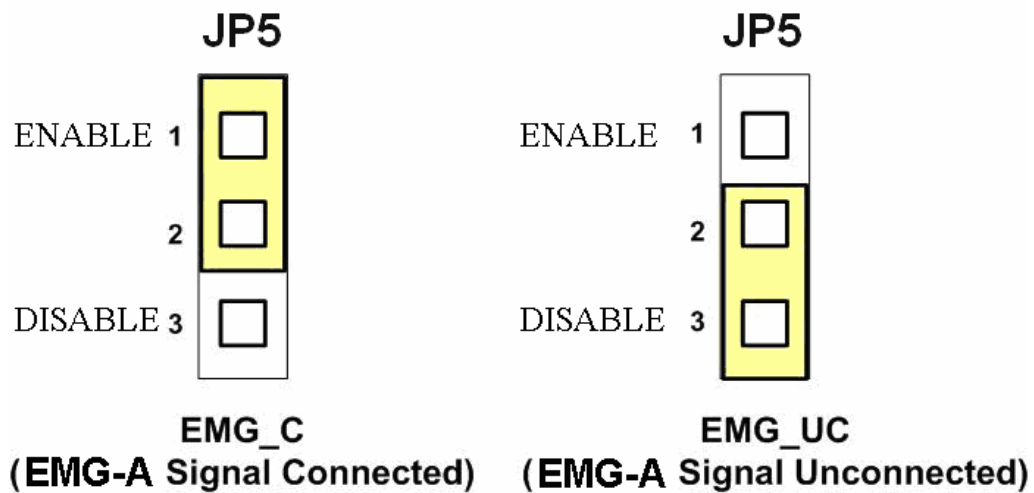 JP5
ENABLE 1
2
DISABLE 3
EMG_C
(EMG-A Signal Connected)
JP5
ENABLE 1
2
DISABLE 3
EMG_UC
(EMG-A Signal Unconnected)